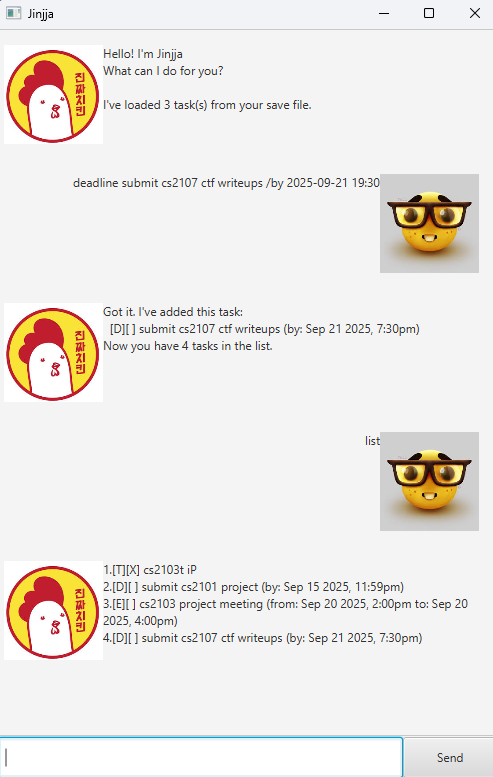 Jinjja
진짜치킨
Hello! I'm Jinjja
What can I do for you?
I've loaded 3 task(s) from your save file.
deadline submit cs2107 ctf writeups /by 2025-09-21 19:30
진짜치킨
Got it. I've added this task:
[D][ ] submit cs2107 ctf writeups (by: Sep 21 2025, 7:30pm)
Now you have 4 tasks in the list.
list
진짜치킨
1.[T][X] cs2103t iP
2.[D][ ] submit cs2101 project (by: Sep 15 2025, 11:59pm)
3.[E][ ] cs2103 project meeting (from: Sep 20 2025, 2:00pm to: Sep 20
2025, 4:00pm)
4.[D][ ] submit cs2107 ctf writeups (by: Sep 21 2025, 7:30pm)
Send